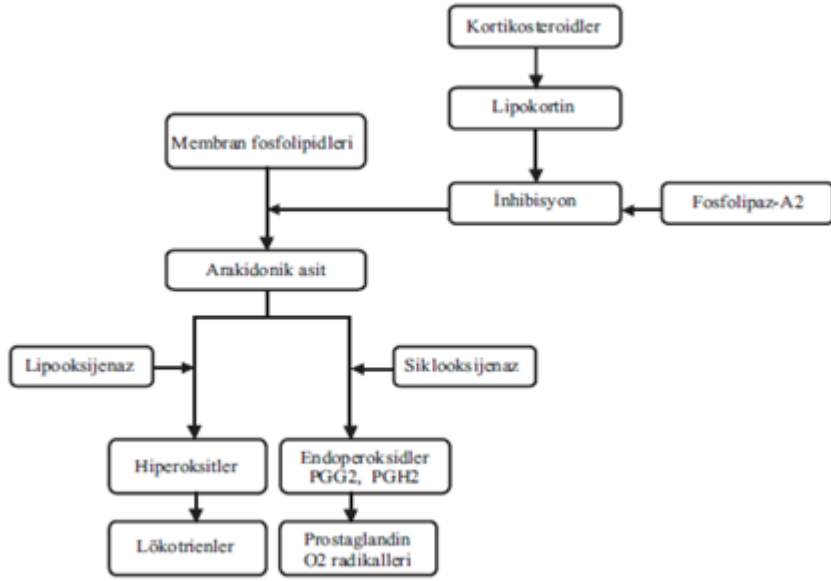 Kortikosteroidler
Lipokortin
Membran fosfolipidleri
İnhibisyon
Fosfolipaz-A2
Arakidonik asit
Lipooksijenaz
Siklooksijenaz
Hiperoksitler
Endoperoksidler
PGG2, PGH2
Lökotrienler
Prostaglandin
O2 radikalleri